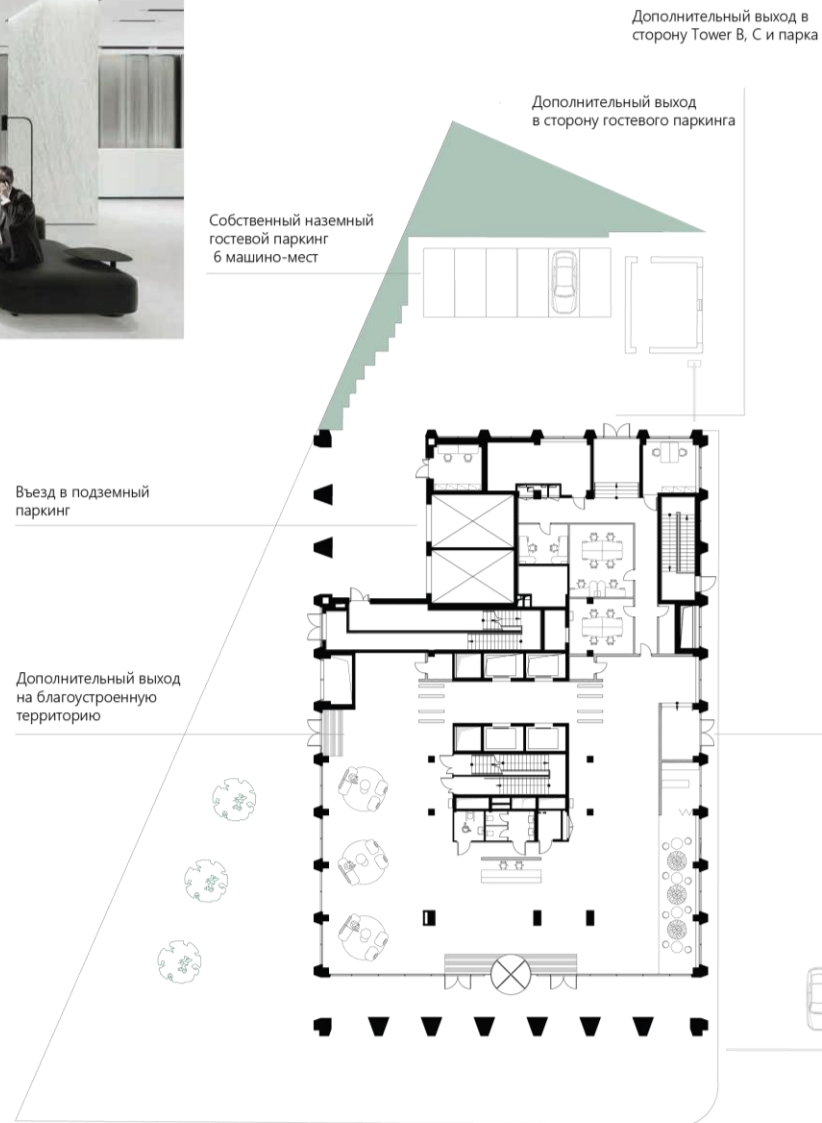 Дополнительный выход в
сторону Tower B, C и парка
Дополнительный выход
в сторону гостевого паркинга
Собственный наземный
гостевой паркинг
6 машино-мест
Въезд в подземный
паркинг
Дополнительный выход
на благоустроенную
территорию